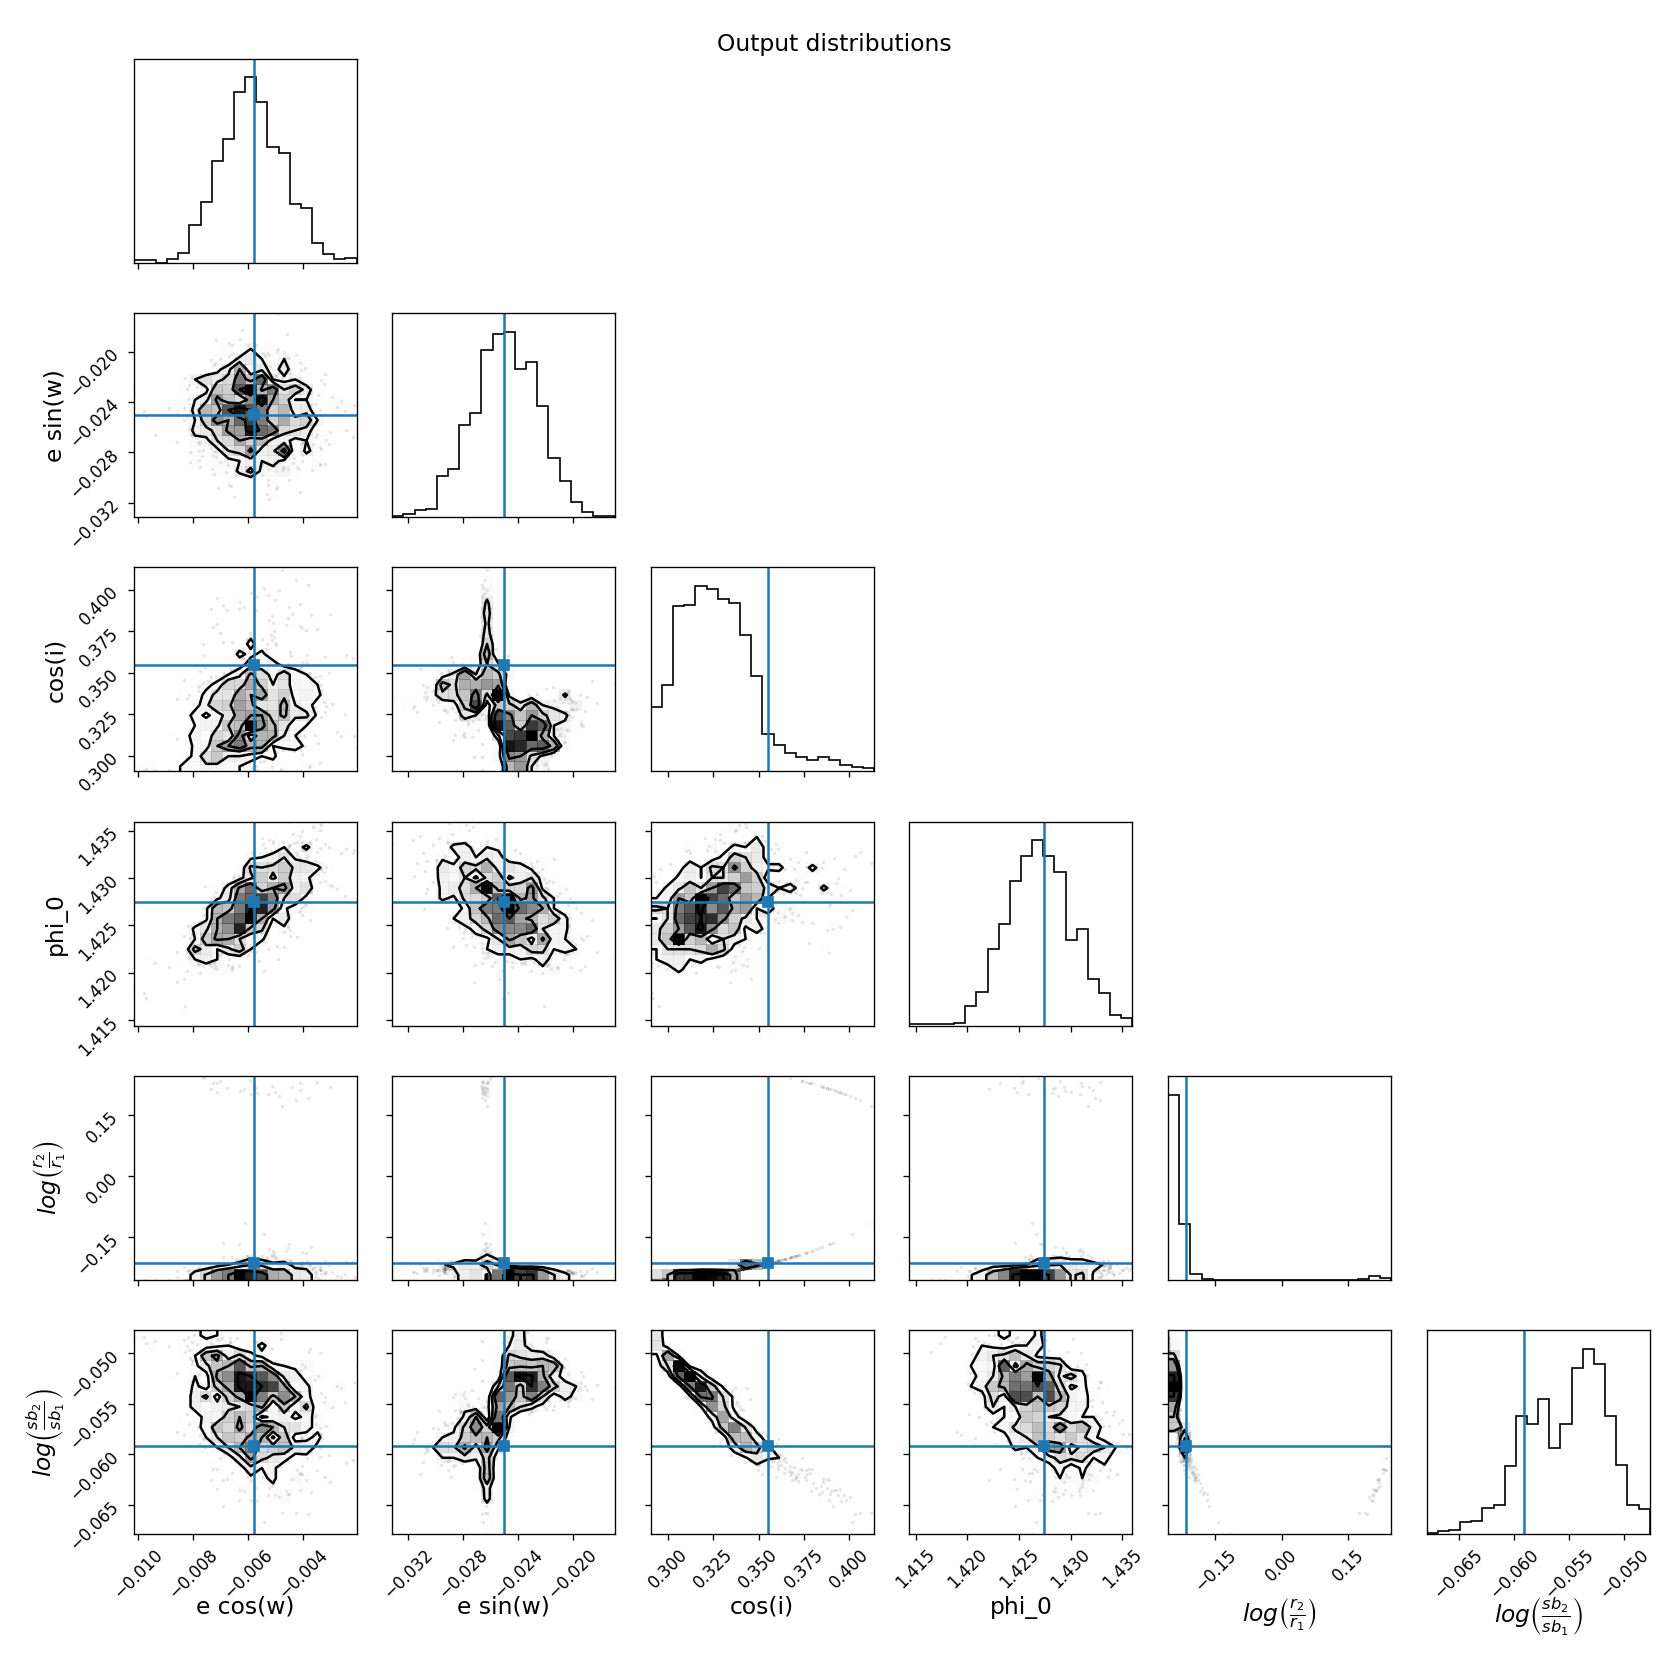 Output distributions
−0.020
−0.024
−0.028
−0.032
e sin(w)
0.400
0.375
0.350
0.325
0.300
cos(i)
1.435
1.430
1.425
1.420
1.415
phi_0
0.15
0.00
−0.15
log(r₂/r₁)
−0.050
−0.055
−0.060
−0.065
log(sb₂/sb₁)
−0.010 −0.008 −0.006 −0.004
−0.032 −0.028 −0.024 −0.020
0.300 0.325 0.350 0.375 0.400
1.415 1.420 1.425 1.430 1.435
−0.15 0.00 0.15
−0.065 −0.060 −0.055 −0.050
e cos(w) e sin(w) cos(i) phi_0 log(r₂/r₁) log(sb₂/sb₁)